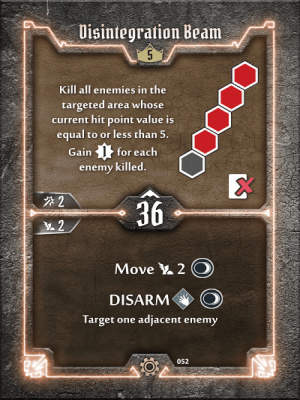 Disintegration Beam
5
Kill all enemies in the
targeted area whose
current hit point value is
equal to or less than 5.
Gain 1 for each
enemy killed.
2
36
2
Move 2
DISARM
Target one adjacent enemy
052